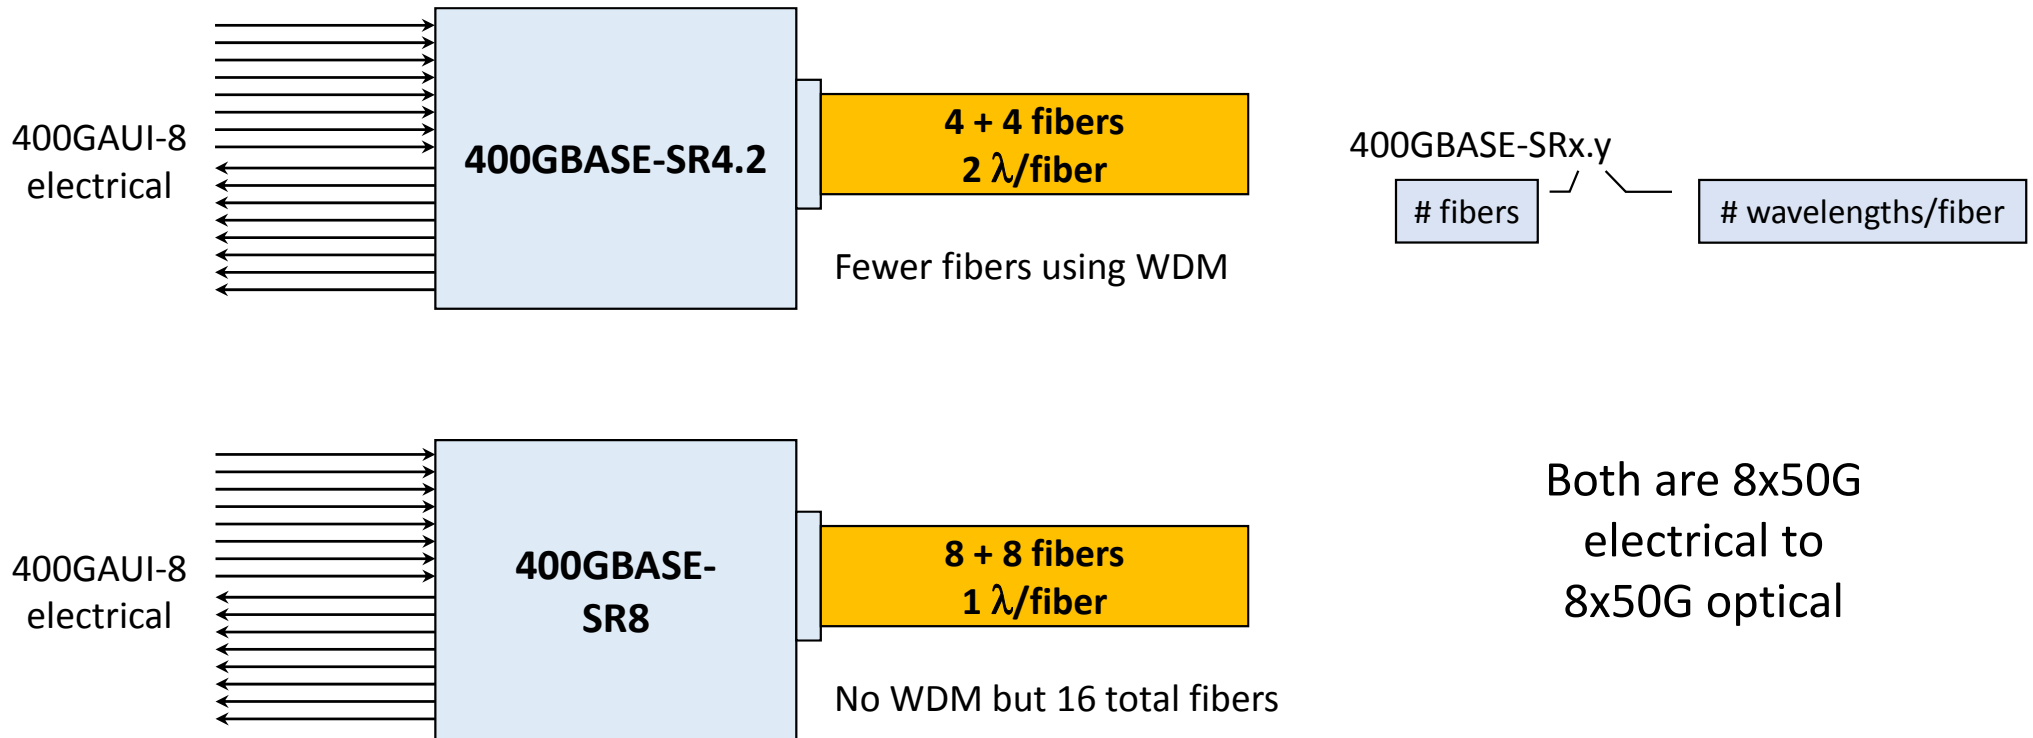 400GAUI-8
electrical
400GBASE-SR4.2
4 + 4 fibers
2 λ/fiber
Fewer fibers using WDM
400GBASE-SRx.y
# fibers
# wavelengths/fiber
400GAUI-8
electrical
400GBASE-
SR8
8 + 8 fibers
1 λ/fiber
No WDM but 16 total fibers
Both are 8x50G
electrical to
8x50G optical